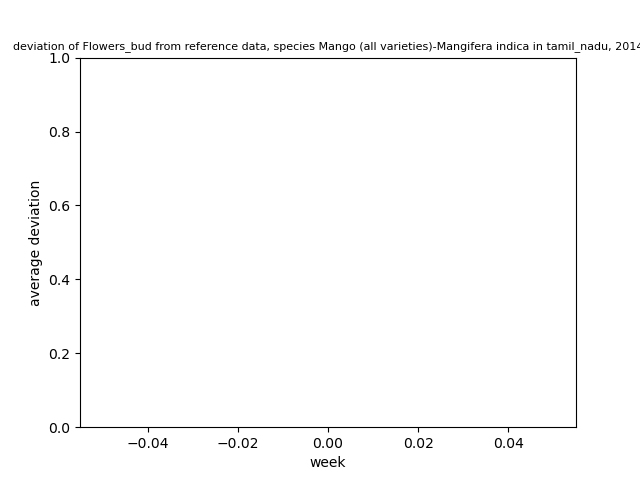 deviation of Flowers_bud from reference data, species Mango (all varieties)-Mangifera indica in tamil_nadu, 2014
1.0
0.8
0.6
0.4
0.2
0.0
average deviation
−0.04 −0.02 0.00 0.02 0.04
week